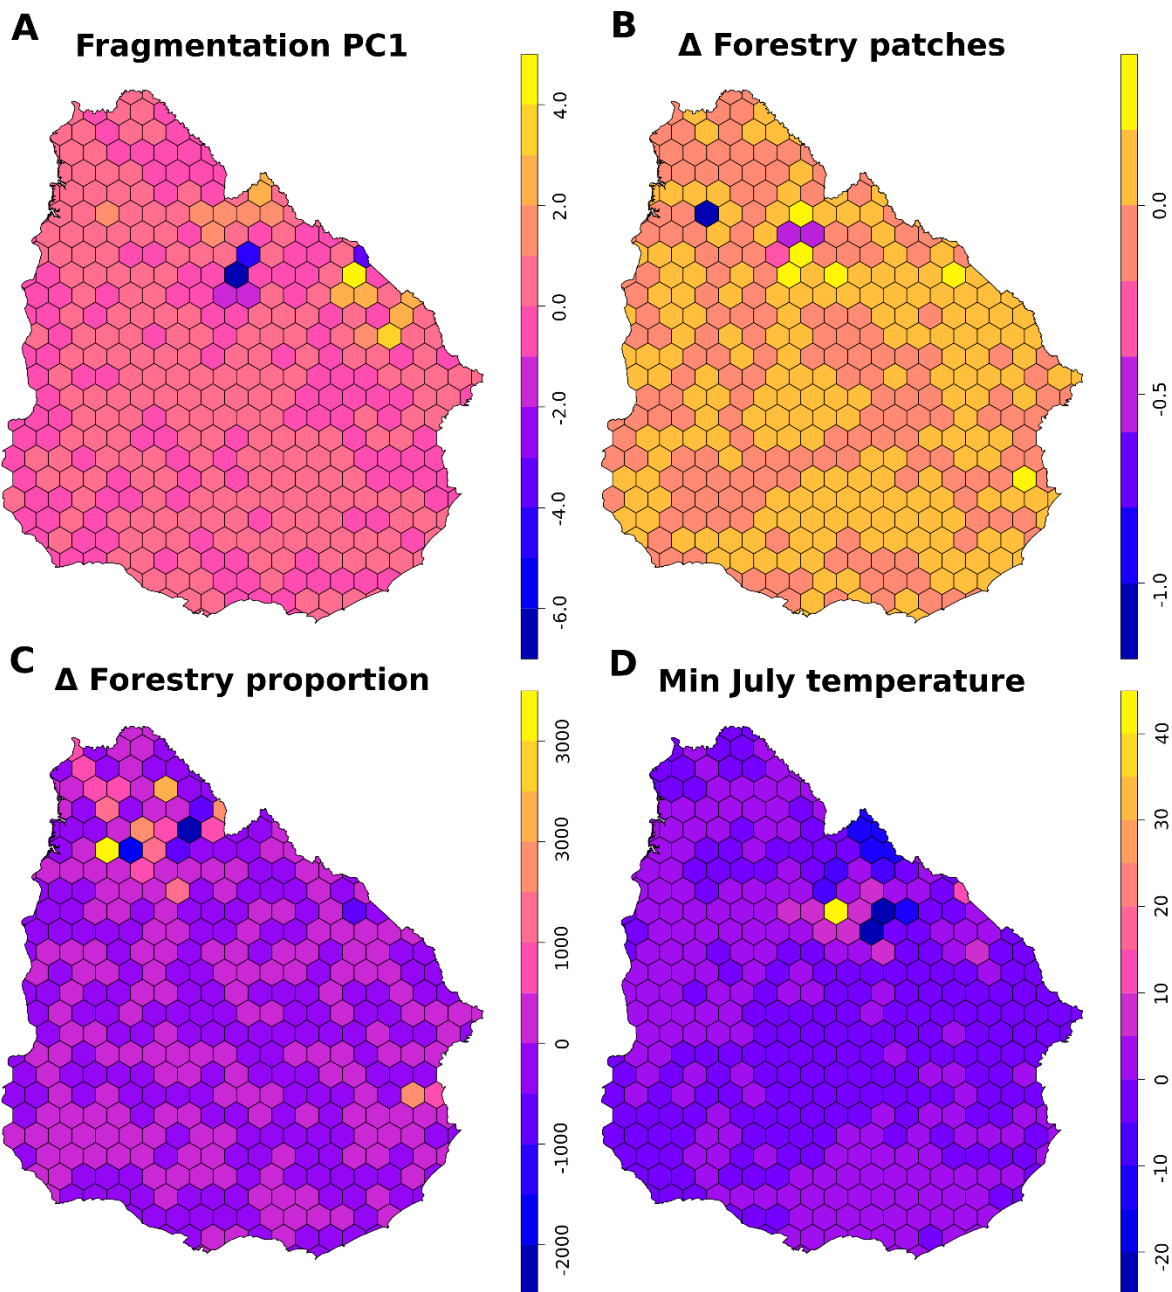 A
Fragmentation PC1
4.0
2.0
0.0
-2.0
-4.0
-6.0
B
Δ Forestry patches
0.0
-0.5
-1.0
C
Δ Forestry proportion
3000
3000
1000
0
-1000
-2000
D
Min July temperature
40
30
20
10
0
-10
-20